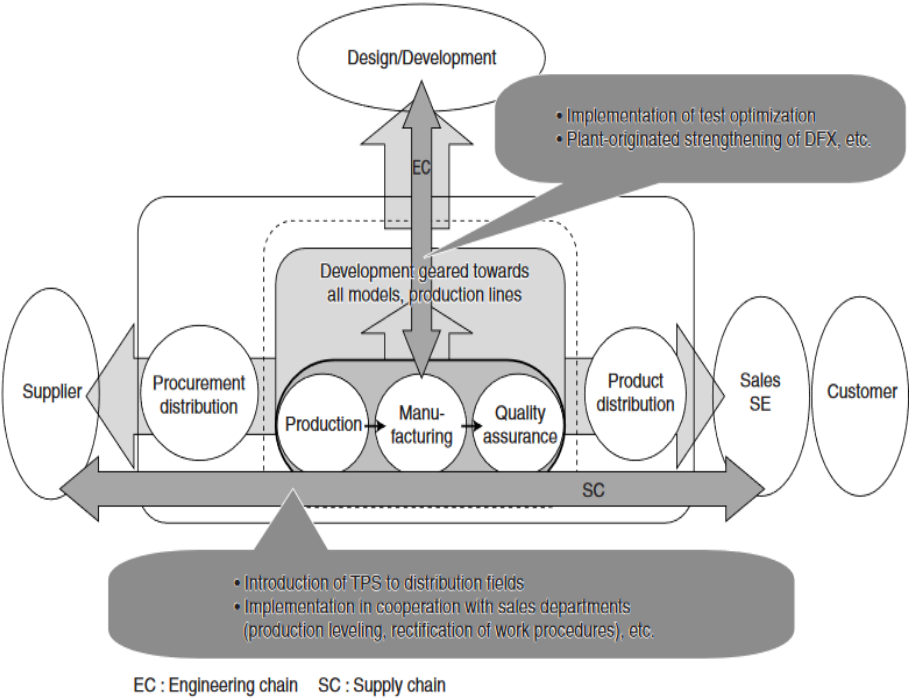 Design/Development
• Implementation of test optimization
• Plant-originated strengthening of DFX, etc.
EC
Development geared towards
all models, production lines
Supplier
Procurement
distribution
Production
Manu-
facturing
Quality
assurance
Product
distribution
Sales
SE
Customer
SC
• Introduction of TPS to distribution fields
• Implementation in cooperation with sales departments
(production leveling, rectification of work procedures), etc.
EC : Engineering chain SC : Supply chain